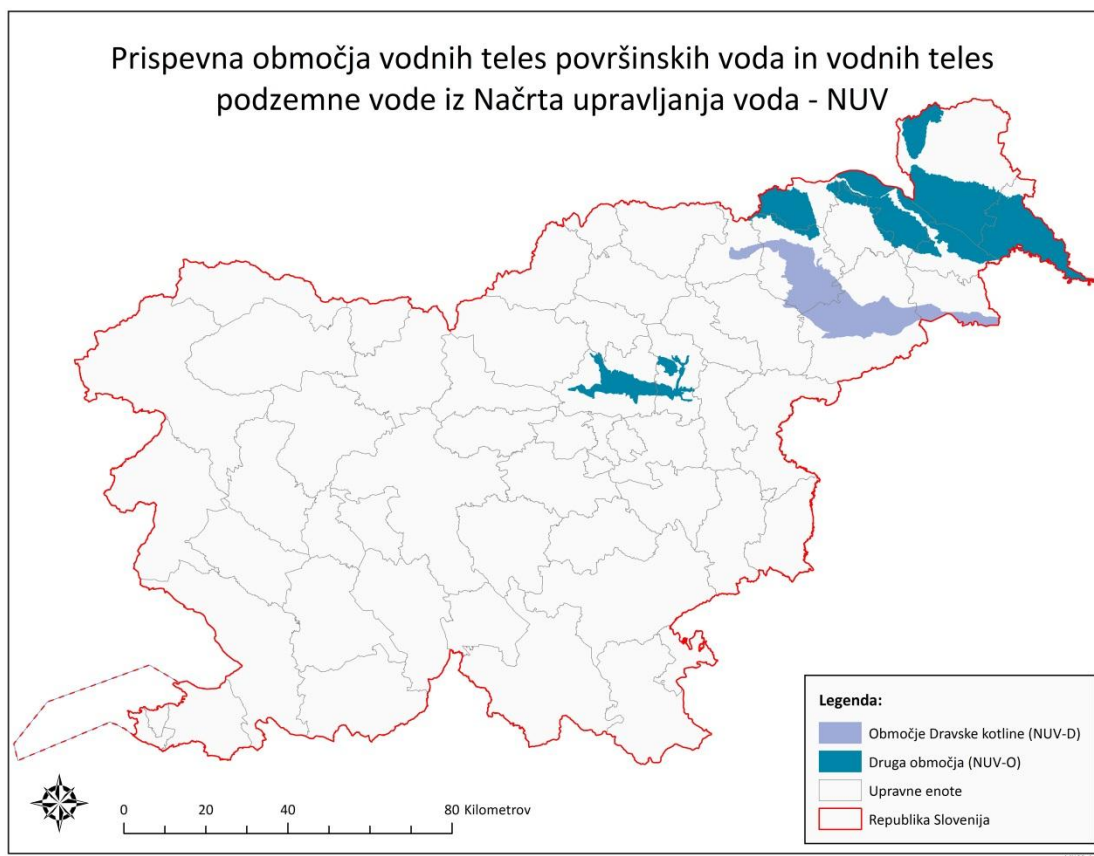 Prispevna območja vodnih teles površinskih voda in vodnih teles
podzemne vode iz Načrta upravljanja voda - NUV
Legenda:
Območje Dravske kotline (NUV-D)
Druga območja (NUV-O)
Upravne enote
Republika Slovenija
0 20 40 80 Kilometrov